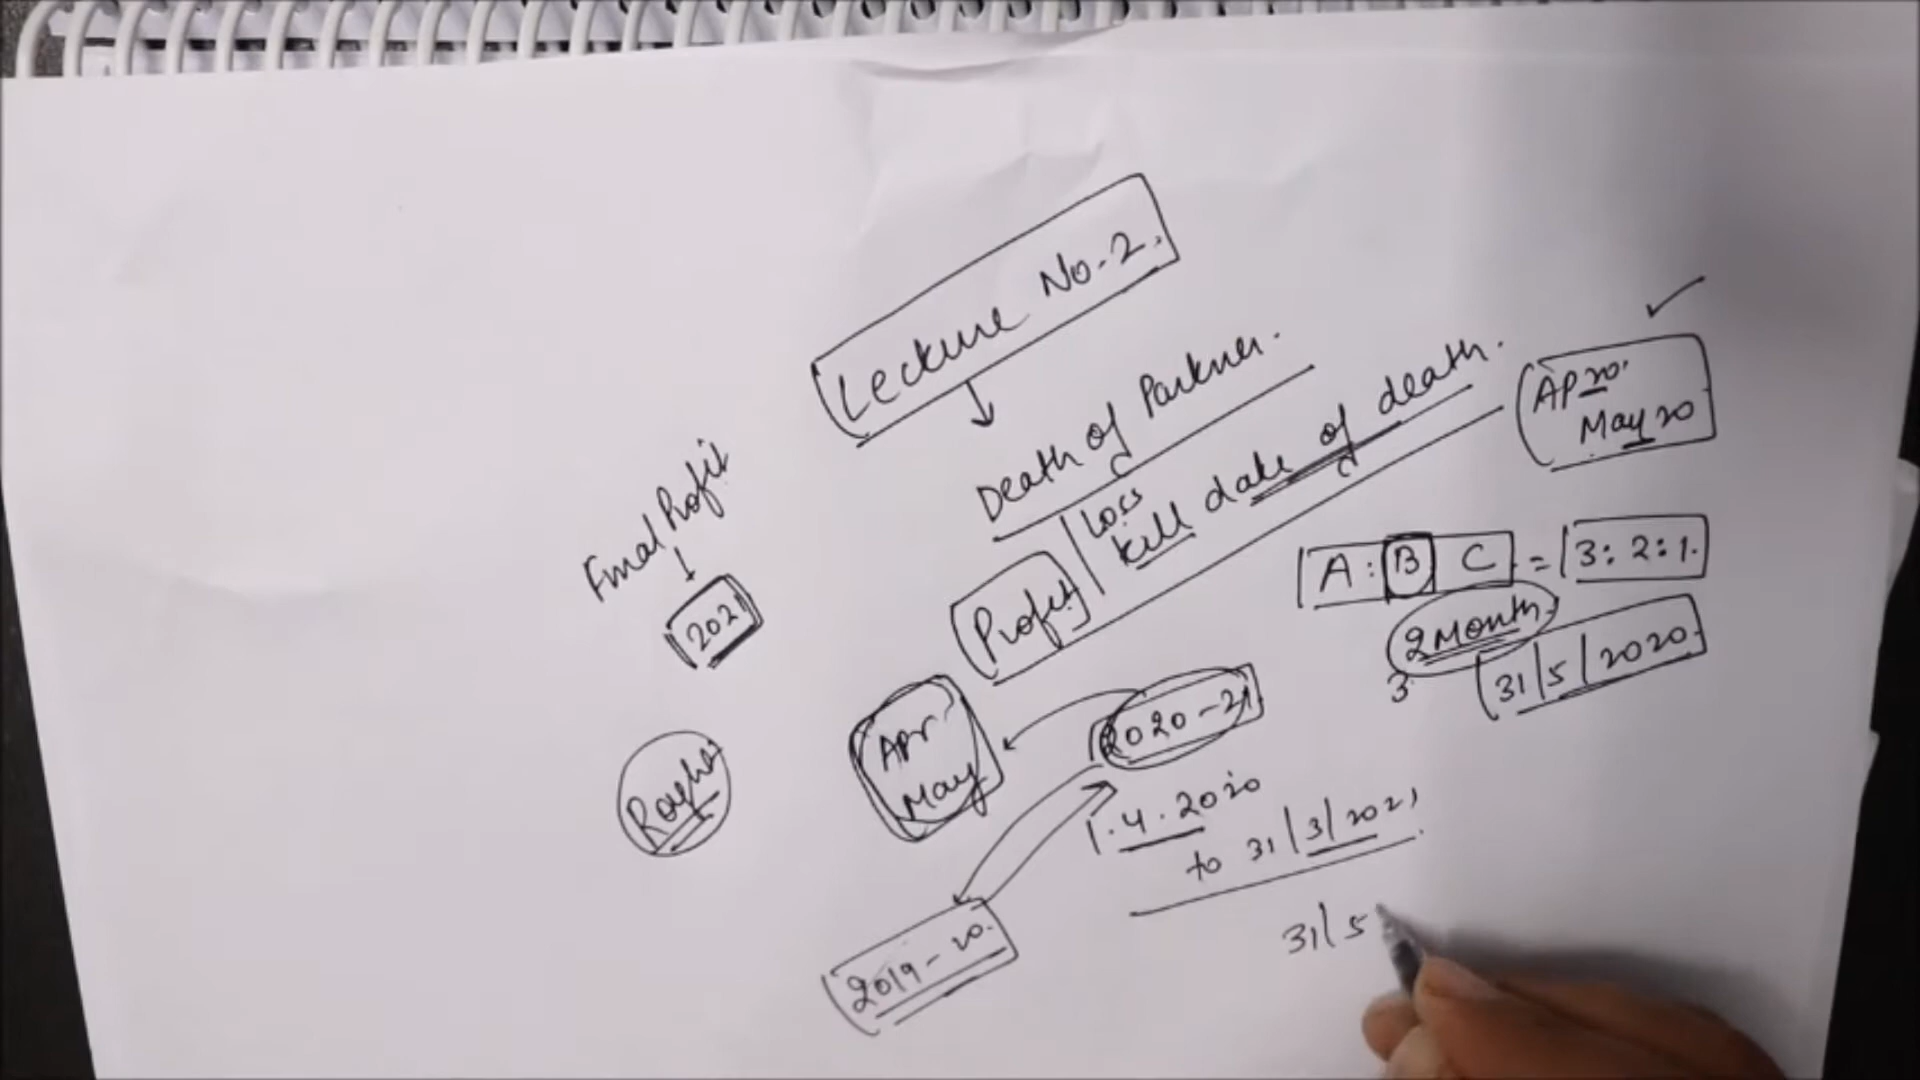 Lecture No-2.
Death of Partner.
Profit
Loss
till date of death.
AP 20.
May 20
A : B C = 3:2:1.
2 Month
3
31/5/2020.
Final Profit
2021
Apr
May
2020-21
1.4.2020
to 31/3/2021
2019-20.
31/5